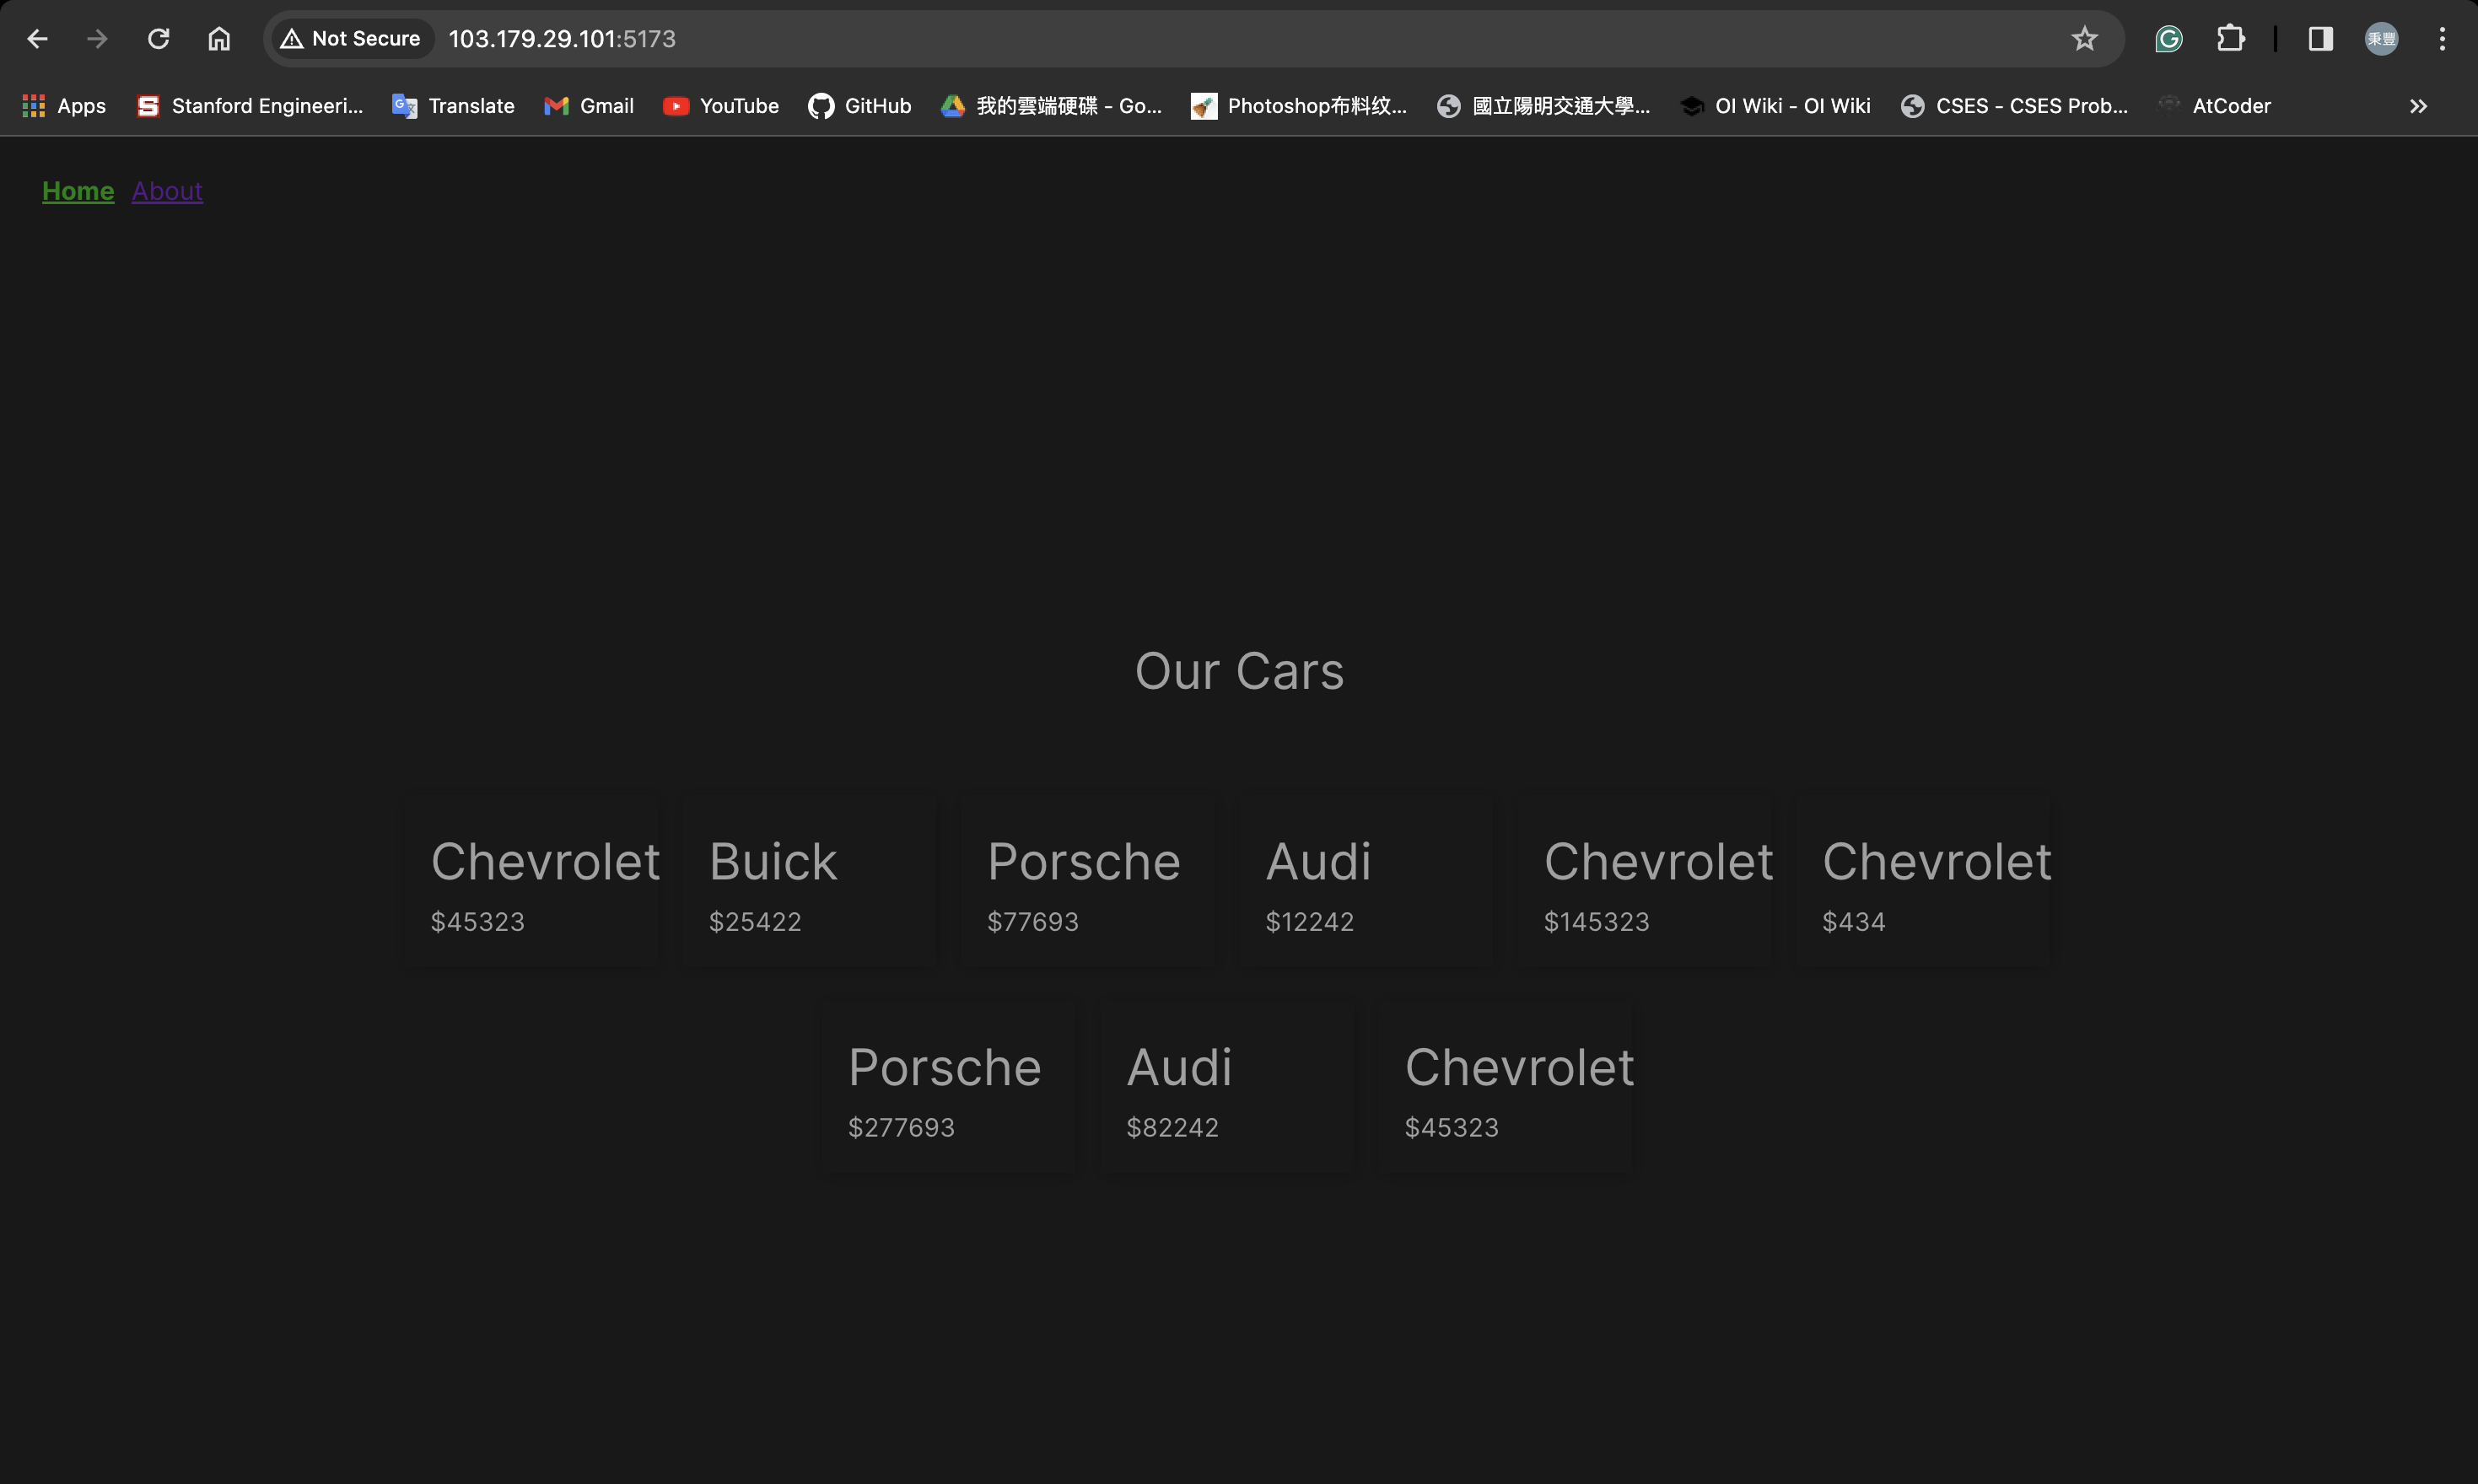 Not Secure 103.179.29.101:5173 秉豐
Apps Stanford Engineeri... Translate Gmail YouTube GitHub 我的雲端硬碟 - Go... Photoshop布料纹... 國立陽明交通大學... OI Wiki - OI Wiki CSES - CSES Prob... AtCoder
Home About
Our Cars
Chevrolet Buick Porsche Audi Chevrolet Chevrolet
$45323 $25422 $77693 $12242 $145323 $434
Porsche Audi Chevrolet
$277693 $82242 $45323